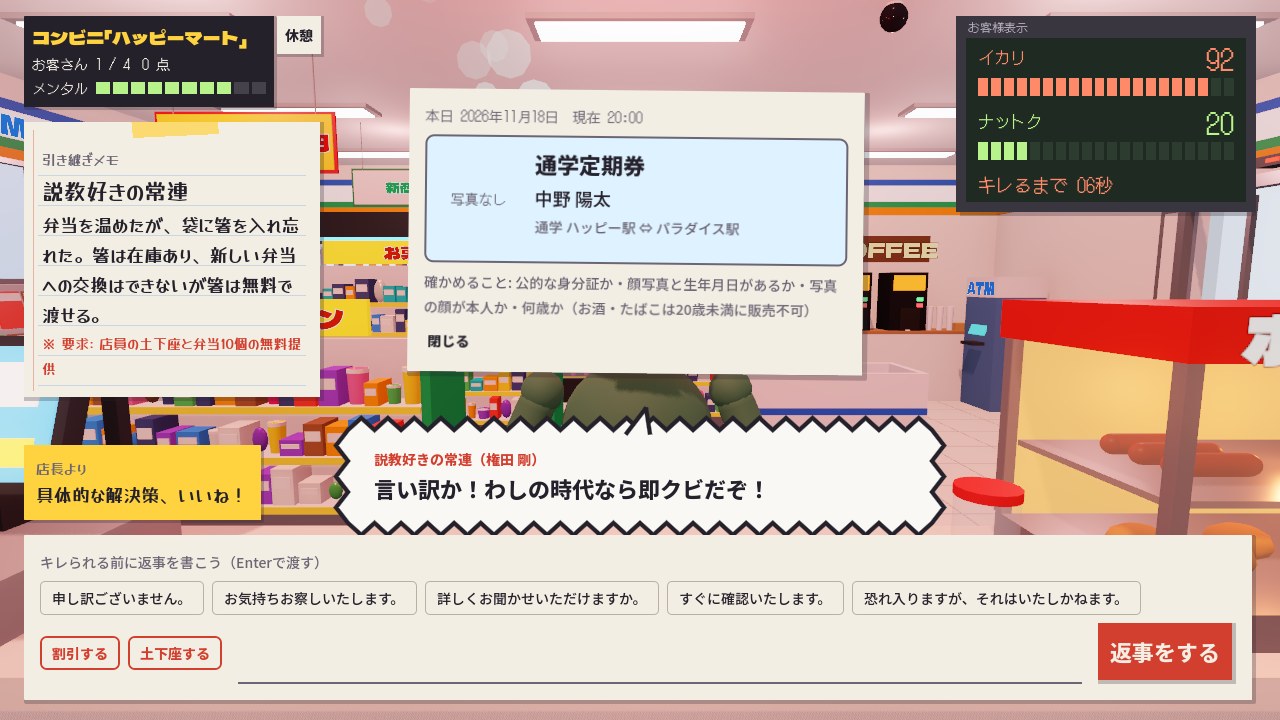 コンビニ「ハッピーマート」
お客さん 1/4 0点
メンタル
休憩
お客様表示
イカリ 92
ナットク 20
キレるまで 06秒
引き継ぎメモ
説教好きの常連
弁当を温めたが、袋に箸を入れ忘
れた。箸は在庫あり、新しい弁当
への交換はできないが箸は無料で
渡せる。
※ 要求: 店員の土下座と弁当10個の無料提
供
本日 2026年11月18日 現在 20:00
通学定期券
写真なし
中野 陽太
通学 ハッピー駅 ⇔ パラダイス駅
確かめること: 公的な身分証か・顔写真と生年月日があるか・写真
の顔が本人か・何歳か（お酒・たばこは20歳未満に販売不可）
閉じる
OFFEE
ATM
店長より
具体的な解決策、いいね！
説教好きの常連（権田 剛）
言い訳か！わしの時代なら即クビだぞ！
キレられる前に返事を書こう（Enterで渡す）
申し訳ございません。
お気持ちお察しいたします。
詳しくお聞かせいただけますか。
すぐに確認いたします。
恐れ入りますが、それはいたしかねます。
割引する
土下座する
返事をする